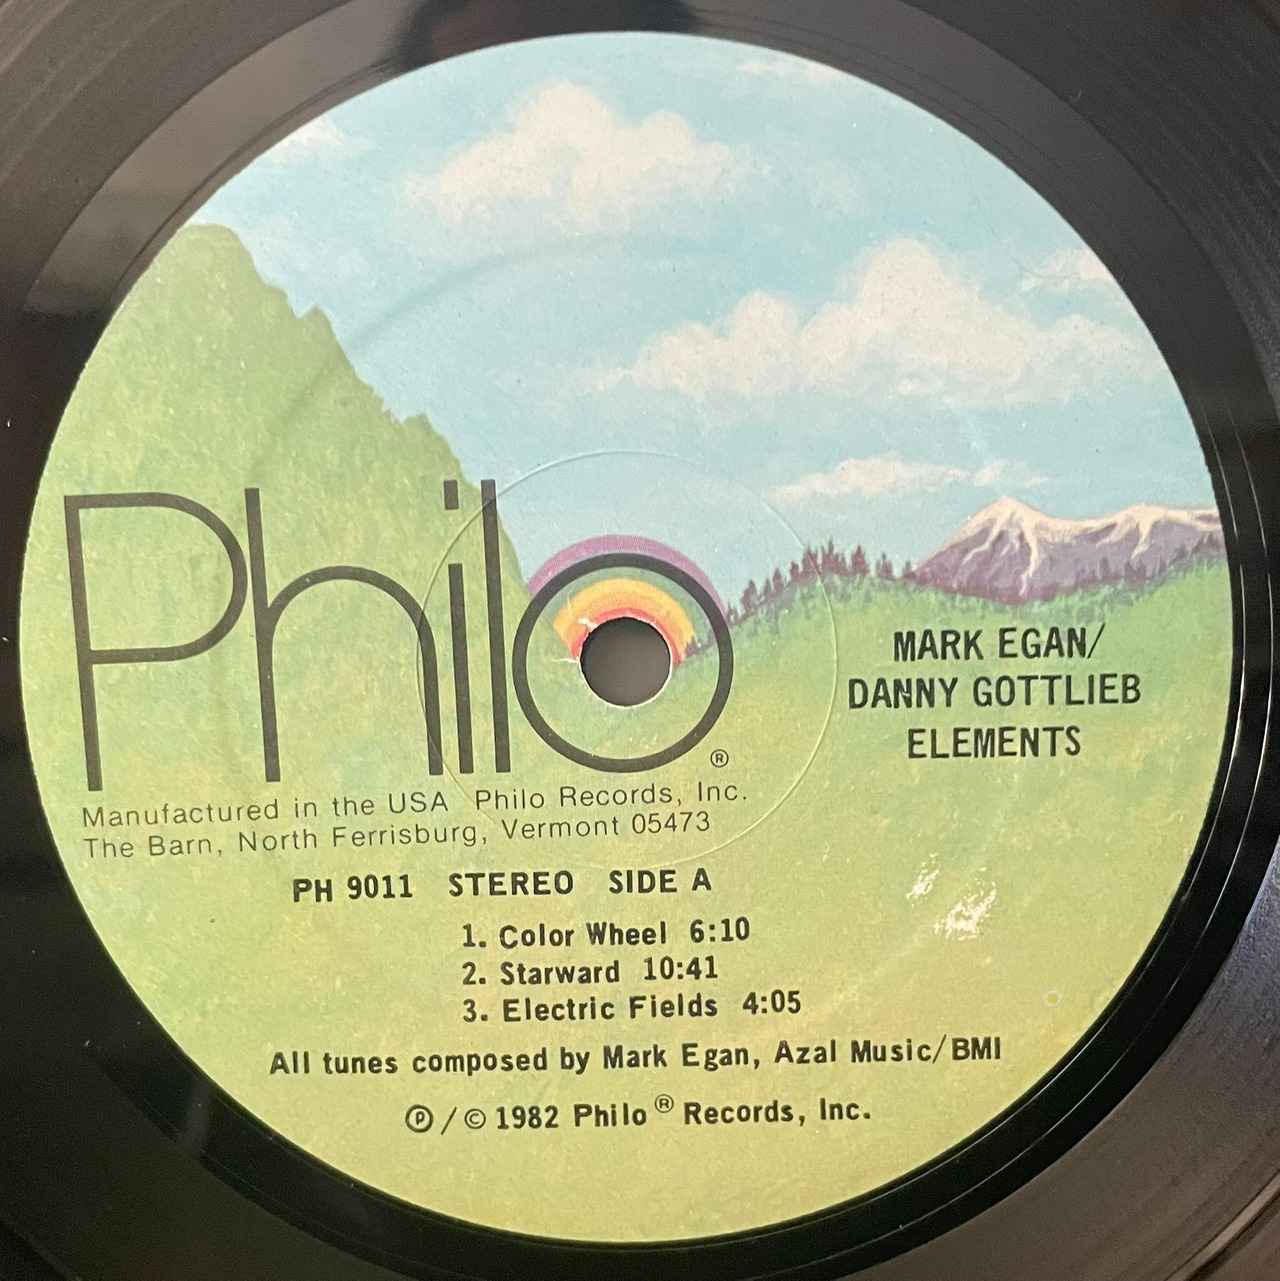 Philo®
MARK EGAN/
DANNY GOTTLIEB
ELEMENTS
Manufactured in the USA Philo Records, Inc.
The Barn, North Ferrisburg, Vermont 05473
PH 9011 STEREO SIDE A
1. Color Wheel 6:10
2. Starward 10:41
3. Electric Fields 4:05
All tunes composed by Mark Egan, Azal Music/BMI
℗/© 1982 Philo® Records, Inc.